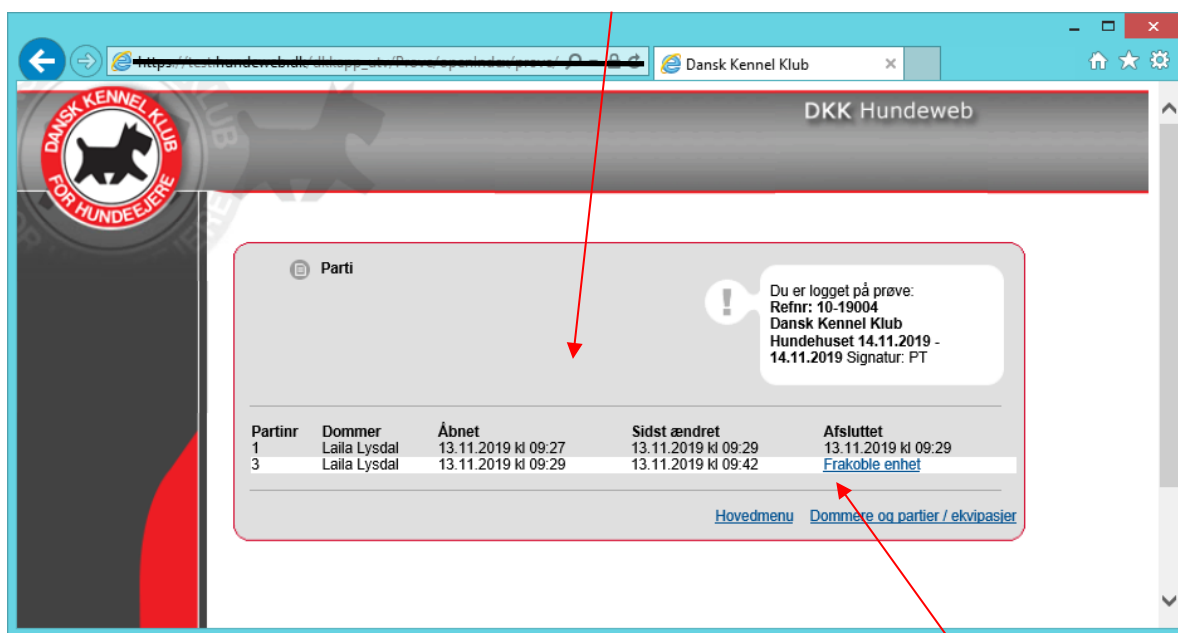 Dansk Kennel Klub
DANSK KENNEL KLUB
FOR HUNDEEJERE
DKK Hundeweb
Parti
Du er logget på prøve:
Refnr: 10-19004
Dansk Kennel Klub
Hundehuset 14.11.2019 -
14.11.2019 Signatur: PT
Partinr Dommer Åbnet Sidst ændret Afsluttet
1 Laila Lysdal 13.11.2019 kl 09:27 13.11.2019 kl 09:29 13.11.2019 kl 09:29
3 Laila Lysdal 13.11.2019 kl 09:29 13.11.2019 kl 09:42 Frakoble enhet
Hovedmenu Dommere og partier / ekvipasjer